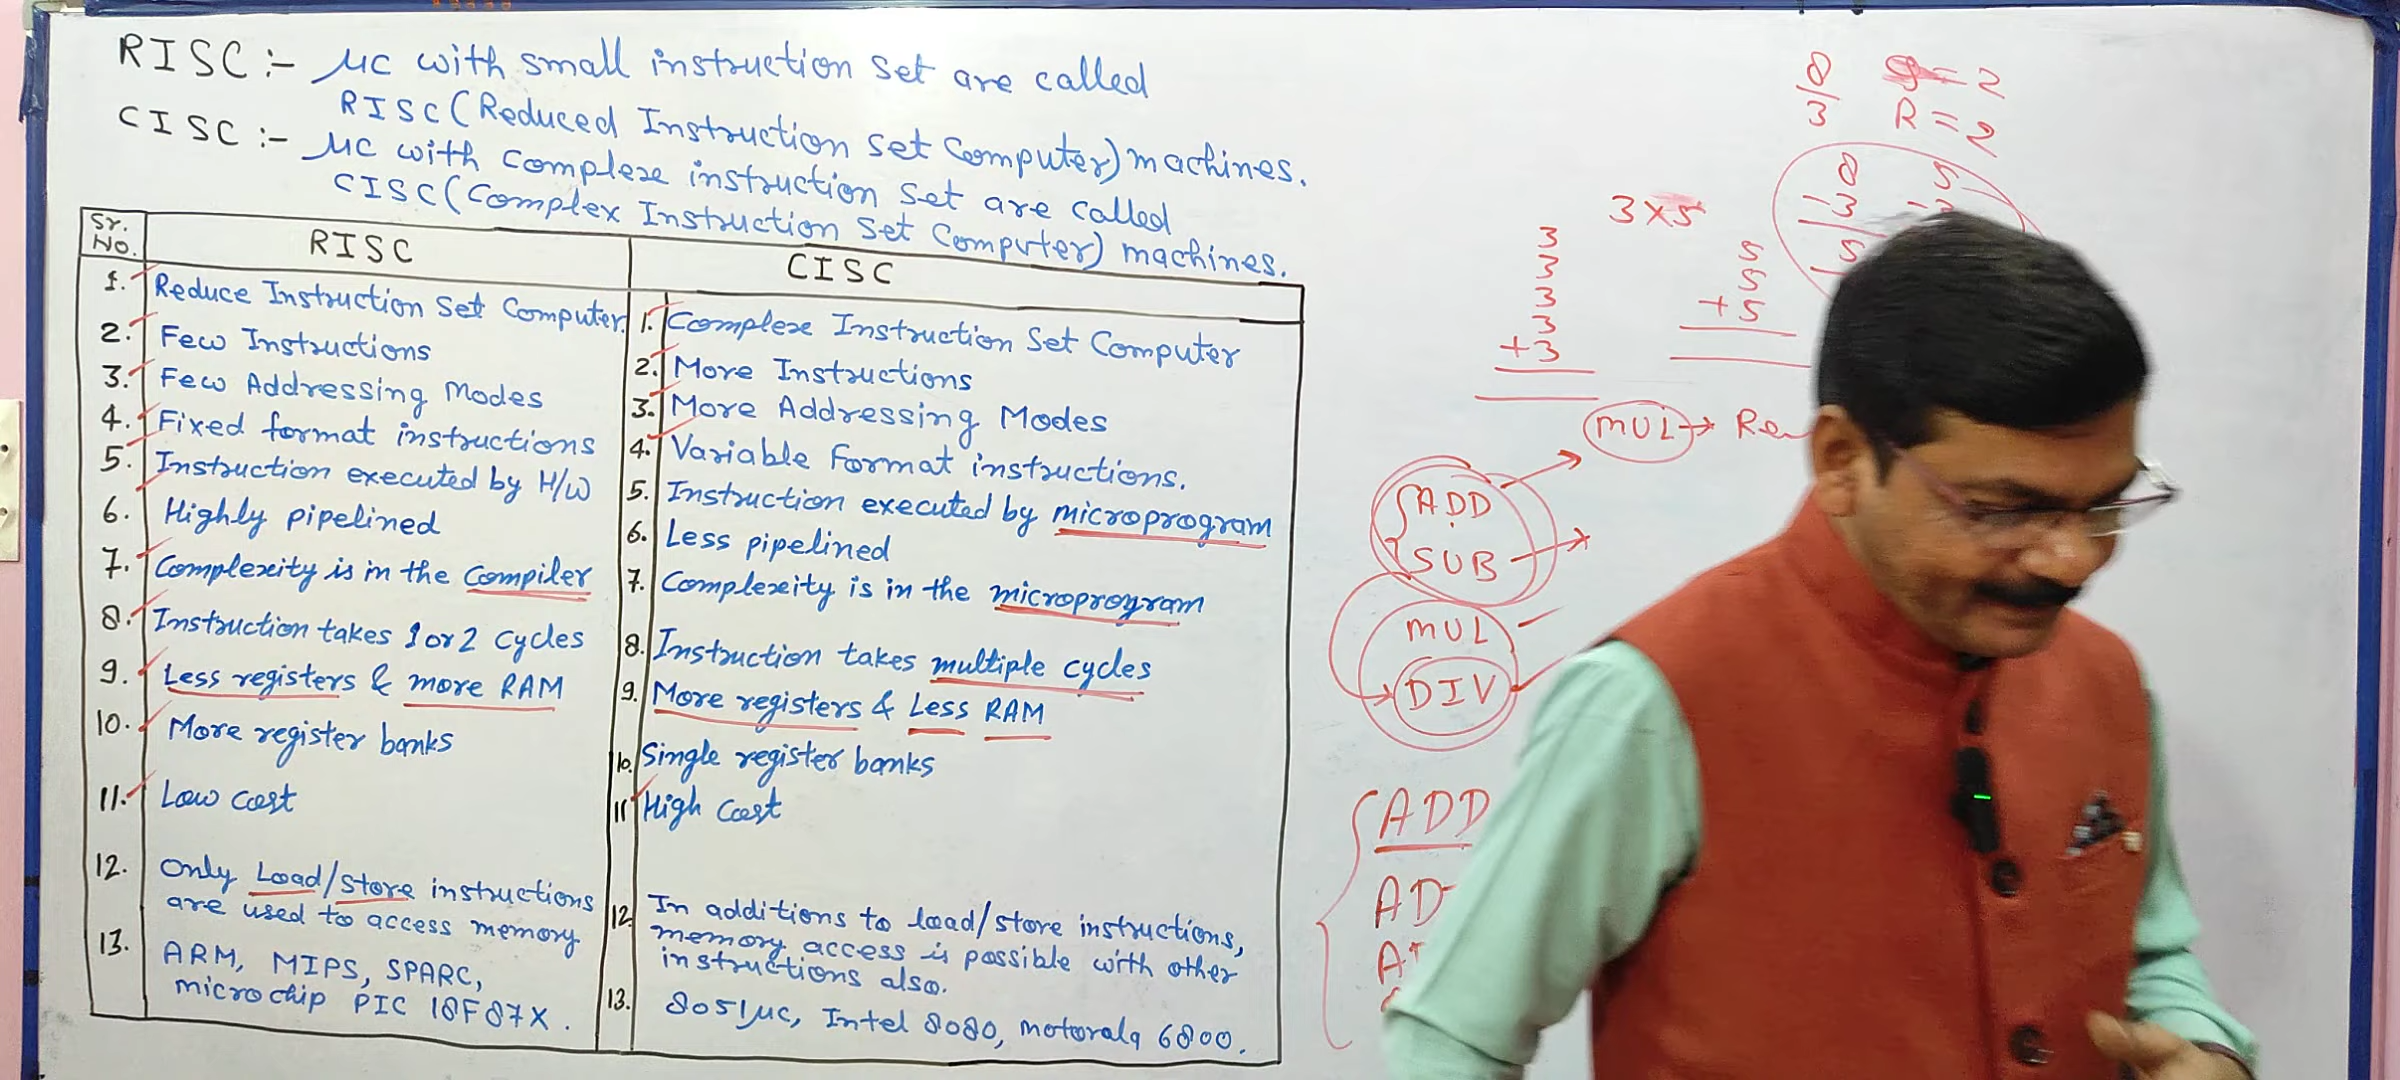 RISC :- μc with small instruction set are called
RISC (Reduced Instruction set Computer) machines.
CISC :- μc with complex instruction set are called
CISC (Complex Instruction Set Computer) machines.
Sr. No. RISC CISC
1. Reduce Instruction Set Computer.
2. Few Instructions
3. Few Addressing Modes
4. Fixed format instructions
5. Instruction executed by H/W
6. Highly pipelined
7. Complexity is in the Compiler
8. Instruction takes 1 or 2 cycles
9. Less registers & more RAM
10. More register banks
11. Low cost
12. Only Load/store instructions
are used to access memory
13. ARM, MIPS, SPARC,
microchip PIC 18F87X.
1. Complex Instruction Set Computer
2. More Instructions
3. More Addressing Modes
4. Variable format instructions.
5. Instruction executed by microprogram
6. Less pipelined
7. Complexity is in the microprogram
8. Instruction takes multiple cycles
9. More registers & Less RAM
10. Single register banks
11 High Cost
12. In additions to load/store instructions,
memory access is possible with other
instructions also.
13. 8051μc, Intel 8080, motorola 6800.
8
3
= 2
R = 2
3 x 5
3
3
3
3
+3
5
5
+5
8
-3
5
5
MUL →
ADD
SUB
MUL
DIV
ADD